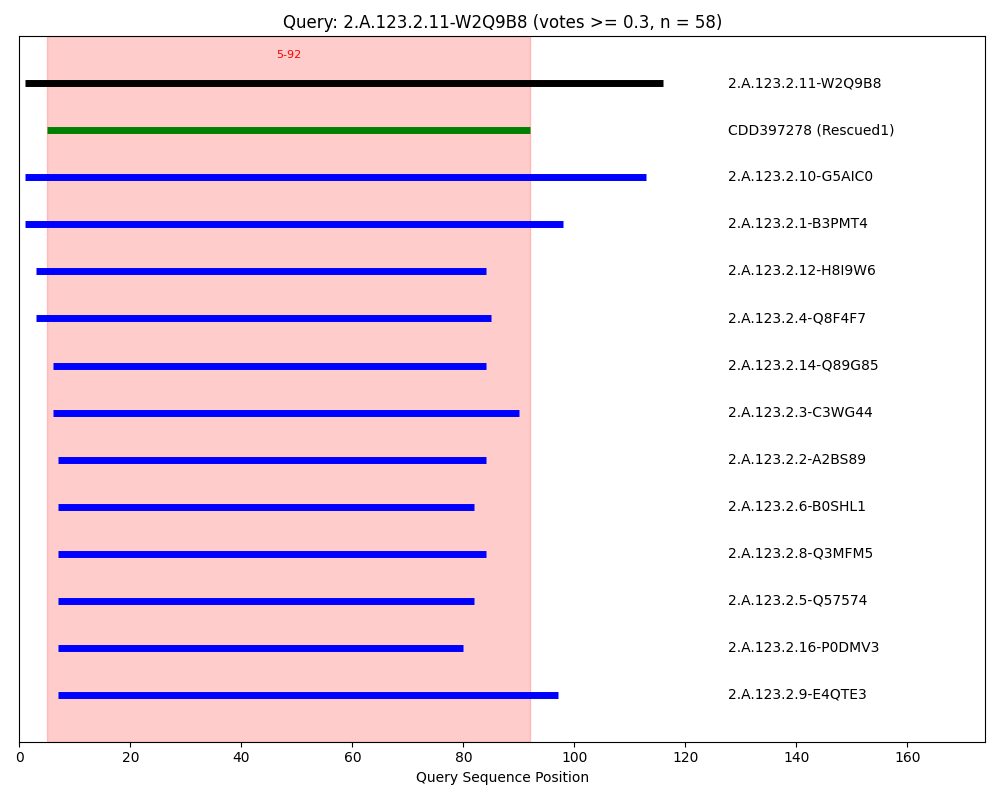 Query: 2.A.123.2.11-W2Q9B8 (votes >= 0.3, n = 58)
5-92
2.A.123.2.11-W2Q9B8
CDD397278 (Rescued1)
2.A.123.2.10-G5AIC0
2.A.123.2.1-B3PMT4
2.A.123.2.12-H8I9W6
2.A.123.2.4-Q8F4F7
2.A.123.2.14-Q89G85
2.A.123.2.3-C3WG44
2.A.123.2.2-A2BS89
2.A.123.2.6-B0SHL1
2.A.123.2.8-Q3MFM5
2.A.123.2.5-Q57574
2.A.123.2.16-P0DMV3
2.A.123.2.9-E4QTE3
0 20 40 60 80 100 120 140 160
Query Sequence Position